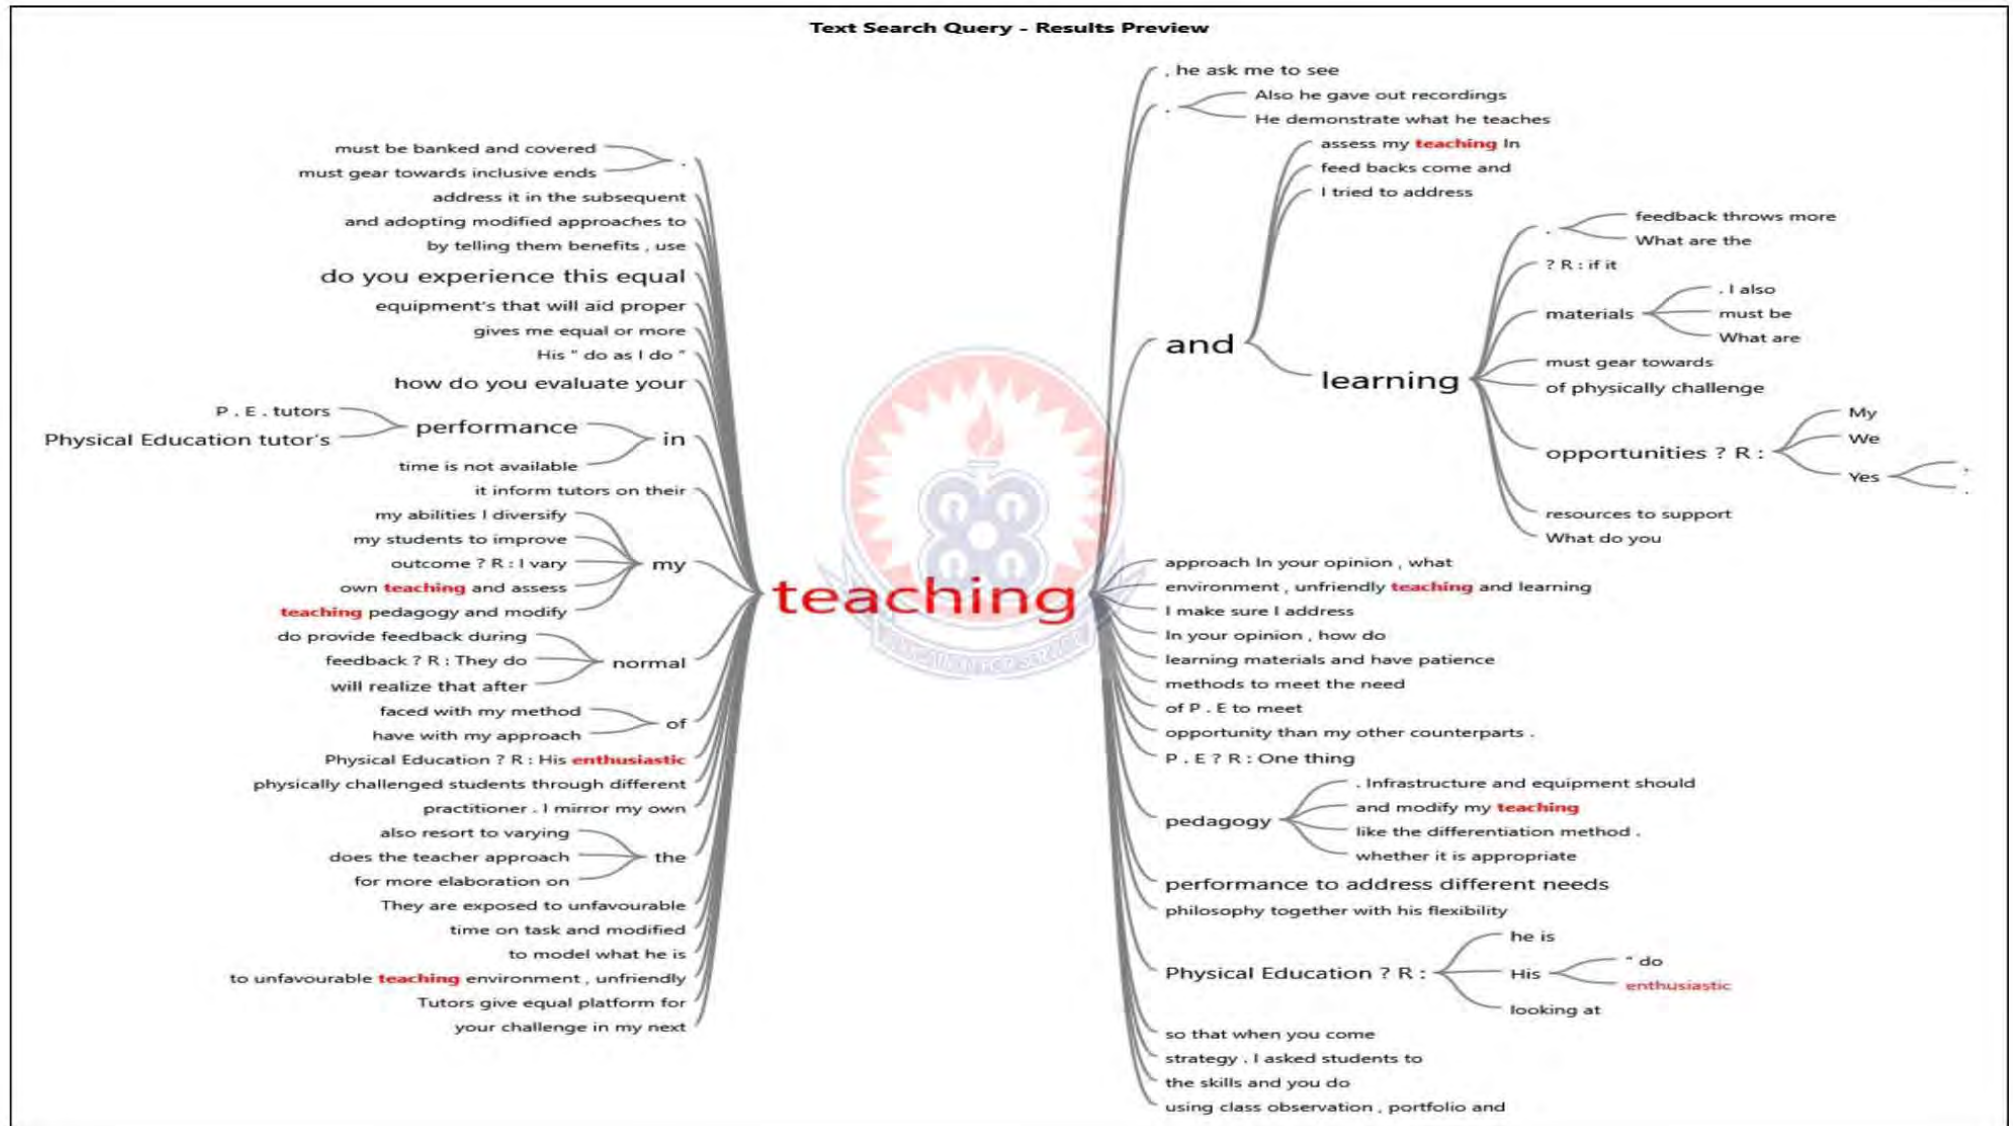 Text Search Query - Results Preview
must be banked and covered
must gear towards inclusive ends
.
address it in the subsequent
and adopting modified approaches to
by telling them benefits , use
do you experience this equal
equipment's that will aid proper
gives me equal or more
His " do as I do "
how do you evaluate your
P . E . tutors
Physical Education tutor's
performance
time is not available
in
it inform tutors on their
my abilities I diversify
my students to improve
outcome ? R : I vary
own teaching and assess
teaching pedagogy and modify
my
do provide feedback during
feedback ? R : They do
will realize that after
normal
faced with my method
have with my approach
of
Physical Education ? R : His enthusiastic
physically challenged students through different
practitioner . I mirror my own
also resort to varying
does the teacher approach
for more elaboration on
the
They are exposed to unfavourable
time on task and modified
to model what he is
to unfavourable teaching environment , unfriendly
Tutors give equal platform for
your challenge in my next
teaching
, he ask me to see
.
Also he gave out recordings
He demonstrate what he teaches
and
assess my teaching In
feed backs come and
I tried to address
learning
.
feedback throws more
What are the
? R : if it
materials
. I also
must be
What are
must gear towards
of physically challenge
opportunities ? R :
My
We
Yes
,
.
resources to support
What do you
approach In your opinion , what
environment , unfriendly teaching and learning
I make sure I address
In your opinion , how do
learning materials and have patience
methods to meet the need
of P . E to meet
opportunity than my other counterparts .
P . E ? R : One thing
pedagogy
. Infrastructure and equipment should
and modify my teaching
like the differentiation method .
whether it is appropriate
performance to address different needs
philosophy together with his flexibility
Physical Education ? R :
he is
His
" do
enthusiastic
looking at
so that when you come
strategy . I asked students to
the skills and you do
using class observation , portfolio and